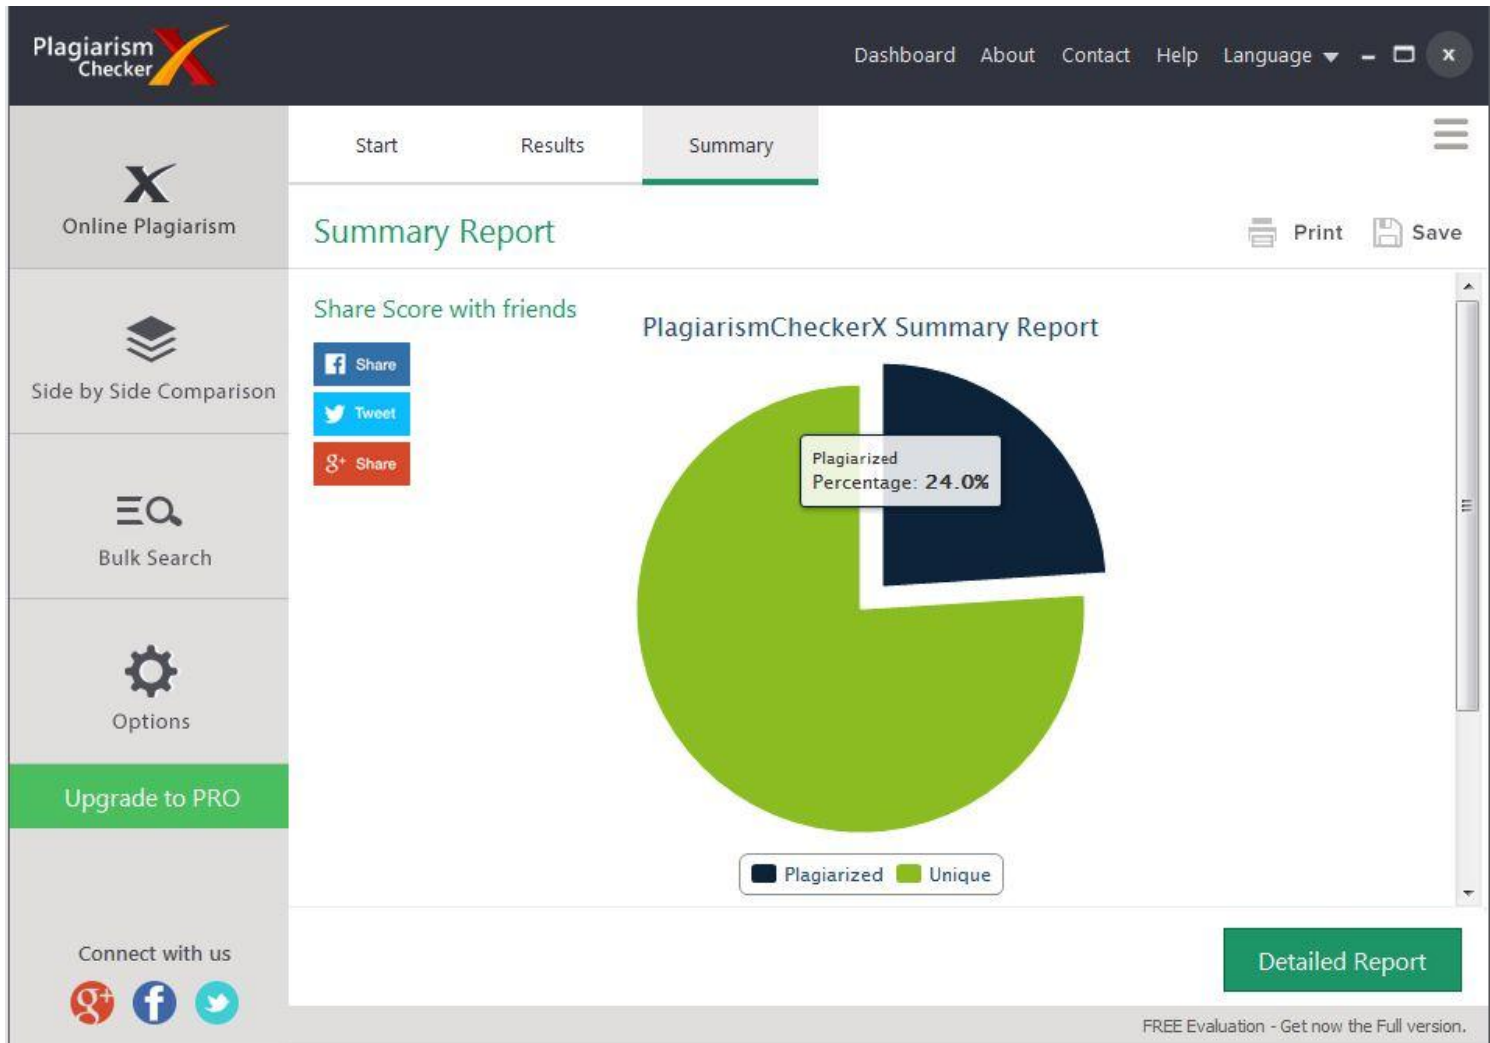 Plagiarism
Checker
Dashboard About Contact Help Language
Start Results Summary
Online Plagiarism
Side by Side Comparison
Bulk Search
Options
Upgrade to PRO
Connect with us
Summary Report
Print Save
Share Score with friends
Share
Tweet
Share
PlagiarismCheckerX Summary Report
Plagiarized
Percentage: 24.0%
Plagiarized Unique
Detailed Report
FREE Evaluation - Get now the Full version.